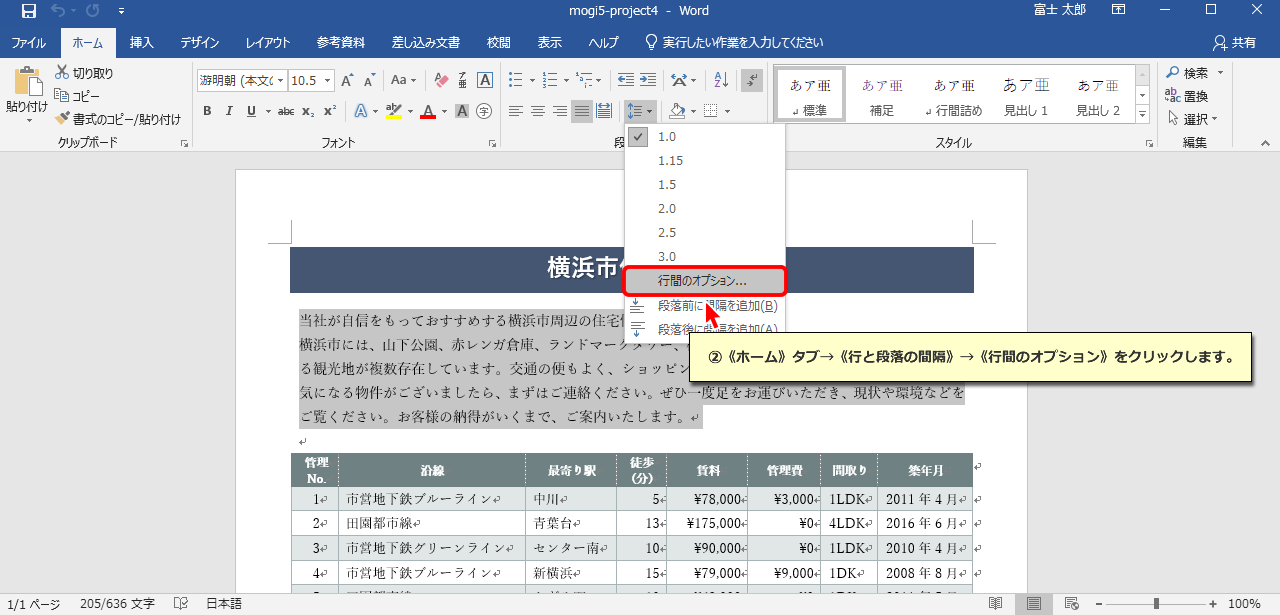 mogi5-project4 - Word
富士 太郎
ファイル ホーム 挿入 デザイン レイアウト 参考資料 差し込み文書 校閲 表示 ヘルプ 実行したい作業を入力してください 共有
貼り付け
切り取り
コピー
書式のコピー/貼り付け
クリップボード
游明朝 (本文( 10.5
フォント
段
あア亜 標準
あア亜 補足
あア亜 行間詰め
あア亜 見出し 1
あア亜 見出し 2
スタイル
検索
置換
選択
編集
1.0
1.15
1.5
2.0
2.5
3.0
行間のオプション...
段落前に間隔を追加(B)
段落後に間隔を追加(A)
②《ホーム》タブ→《行と段落の間隔》→《行間のオプション》をクリックします。
横浜市
当社が自信をもっておすすめする横浜市周辺の住宅
横浜市には、山下公園、赤レンガ倉庫、ランドマークタワー、
る観光地が複数存在しています。交通の便もよく、ショッピン
気になる物件がございましたら、まずはご連絡ください。ぜひ一度足をお運びいただき、現状や環境などを
ご覧ください。お客様の納得がいくまで、ご案内いたします。
管理No. 沿線 最寄り駅 徒歩(分) 賃料 管理費 間取り 築年月
1 市営地下鉄ブルーライン 中川 5 ¥78,000 ¥3,000 1LDK 2011 年 4 月
2 田園都市線 青葉台 13 ¥175,000 ¥0 4LDK 2016 年 6 月
3 市営地下鉄グリーンライン センター南 10 ¥90,000 ¥0 1LDK 2010 年 4 月
4 市営地下鉄ブルーライン 新横浜 15 ¥79,000 ¥9,000 1DK 2008 年 8 月
1/1 ページ 205/636 文字 日本語 100%